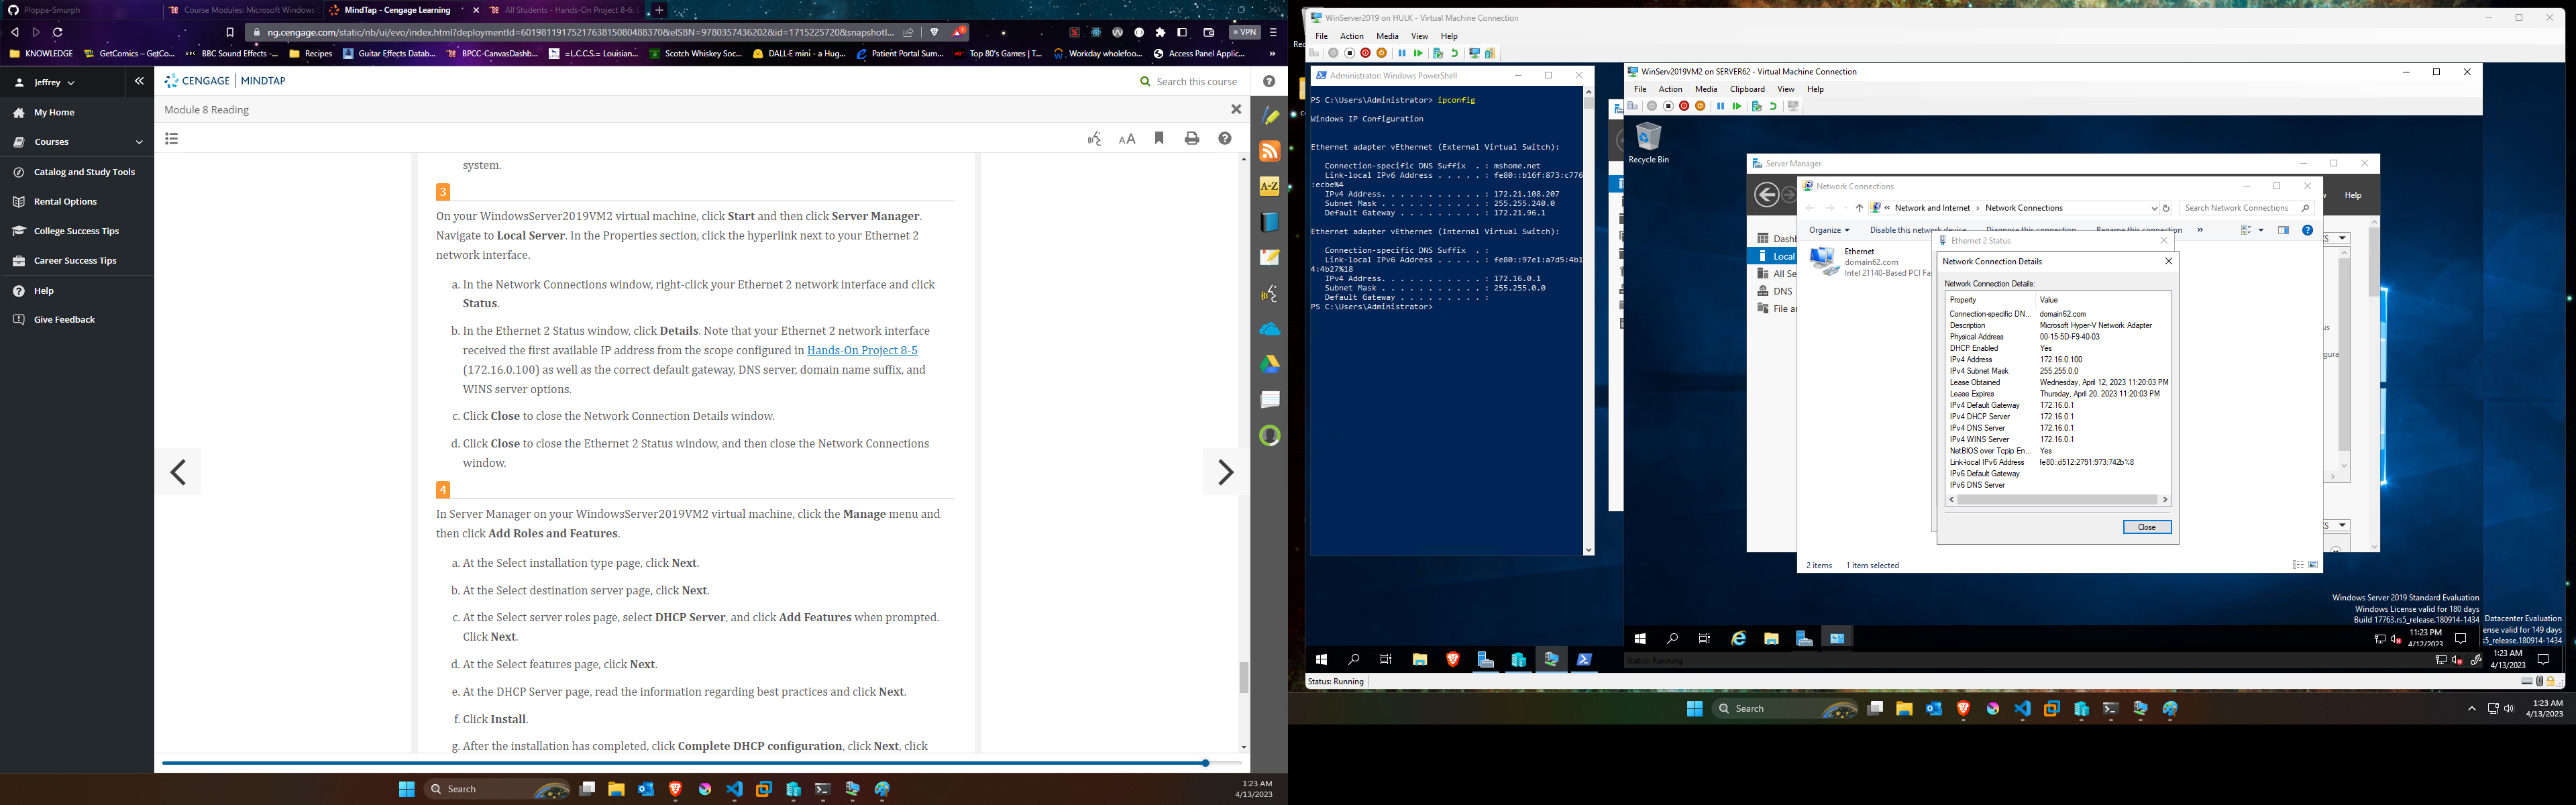 Ploppa-Smurph
Course Modules: Microsoft Windows
MindTap - Cengage Learning
All Students - Hands-On Project 8-6:
ng.cengage.com/static/nb/ui/evo/index.html?deploymentId=6019811917521763815080488370&eISBN=9780357436202&id=1715225720&snapshotI...
VPN
KNOWLEDGE
GetComics – GetCo...
BBC Sound Effects -...
Recipes
Guitar Effects Datab...
BPCC-CanvasDashb...
=L.C.C.S.= Louisian...
Scotch Whiskey Soc...
DALL·E mini - a Hug...
Patient Portal Sum...
Top 80's Games | T...
Workday wholefoo...
Access Panel Applic...
Jeffrey
CENGAGE | MINDTAP
Search this course
Module 8 Reading
My Home
Courses
Catalog and Study Tools
Rental Options
College Success Tips
Career Success Tips
Help
Give Feedback
system.
3
On your WindowsServer2019VM2 virtual machine, click Start and then click Server Manager.
Navigate to Local Server. In the Properties section, click the hyperlink next to your Ethernet 2
network interface.
a. In the Network Connections window, right-click your Ethernet 2 network interface and click
Status.
b. In the Ethernet 2 Status window, click Details. Note that your Ethernet 2 network interface
received the first available IP address from the scope configured in Hands-On Project 8-5
(172.16.0.100) as well as the correct default gateway, DNS server, domain name suffix, and
WINS server options.
c. Click Close to close the Network Connection Details window.
d. Click Close to close the Ethernet 2 Status window, and then close the Network Connections
window.
4
In Server Manager on your WindowsServer2019VM2 virtual machine, click the Manage menu and
then click Add Roles and Features.
a. At the Select installation type page, click Next.
b. At the Select destination server page, click Next.
c. At the Select server roles page, select DHCP Server, and click Add Features when prompted.
Click Next.
d. At the Select features page, click Next.
e. At the DHCP Server page, read the information regarding best practices and click Next.
f. Click Install.
g. After the installation has completed, click Complete DHCP configuration, click Next, click
AA
A-Z
Search
1:23 AM
4/13/2023
WinServer2019 on HULK - Virtual Machine Connection
File Action Media View Help
Administrator: Windows PowerShell
PS C:\Users\Administrator> ipconfig
Windows IP Configuration
Ethernet adapter vEthernet (External Virtual Switch):
Connection-specific DNS Suffix . : mshome.net
Link-local IPv6 Address . . . . . : fe80::b16f:873:c776
:ecbe%4
IPv4 Address. . . . . . . . . . . : 172.21.108.207
Subnet Mask . . . . . . . . . . . : 255.255.240.0
Default Gateway . . . . . . . . . : 172.21.96.1
Ethernet adapter vEthernet (Internal Virtual Switch):
Connection-specific DNS Suffix . :
Link-local IPv6 Address . . . . . : fe80::97e1:a7d5:4b1
4:4b27%18
IPv4 Address. . . . . . . . . . . : 172.16.0.1
Subnet Mask . . . . . . . . . . . : 255.255.0.0
Default Gateway . . . . . . . . . :
PS C:\Users\Administrator>
WinServ2019VM2 on SERVER62 - Virtual Machine Connection
File Action Media Clipboard View Help
Recycle Bin
Server Manager
Help
Dashb
Local
All Se
DNS
File an
Network Connections
« Network and Internet › Network Connections
Search Network Connections
Organize
Disable this network device
Diagnose this connection
Rename this connection
»
Ethernet
domain62.com
Intel 21140-Based PCI Fas
Ethernet 2 Status
Network Connection Details
Network Connection Details:
Property Value
Connection-specific DN... domain62.com
Description Microsoft Hyper-V Network Adapter
Physical Address 00-15-5D-F9-40-03
DHCP Enabled Yes
IPv4 Address 172.16.0.100
IPv4 Subnet Mask 255.255.0.0
Lease Obtained Wednesday, April 12, 2023 11:20:03 PM
Lease Expires Thursday, April 20, 2023 11:20:03 PM
IPv4 Default Gateway 172.16.0.1
IPv4 DHCP Server 172.16.0.1
IPv4 DNS Server 172.16.0.1
IPv4 WINS Server 172.16.0.1
NetBIOS over Tcpip En... Yes
Link-local IPv6 Address fe80::d512:2791:973:742b%8
IPv6 Default Gateway
IPv6 DNS Server
Close
2 items 1 item selected
Windows Server 2019 Standard Evaluation
Windows License valid for 180 days
Build 17763.rs5_release.180914-1434
11:23 PM
4/12/2023
Datacenter Evaluation
ense valid for 149 days
s5_release.180914-1434
Status: Running
1:23 AM
4/13/2023
Status: Running
Search
1:23 AM
4/13/2023